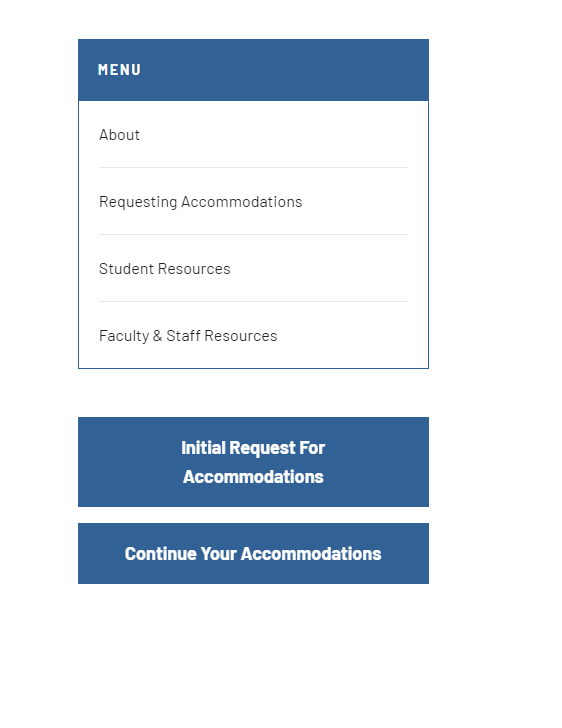 MENU
About
Requesting Accommodations
Student Resources
Faculty & Staff Resources
Initial Request For
Accommodations
Continue Your Accommodations